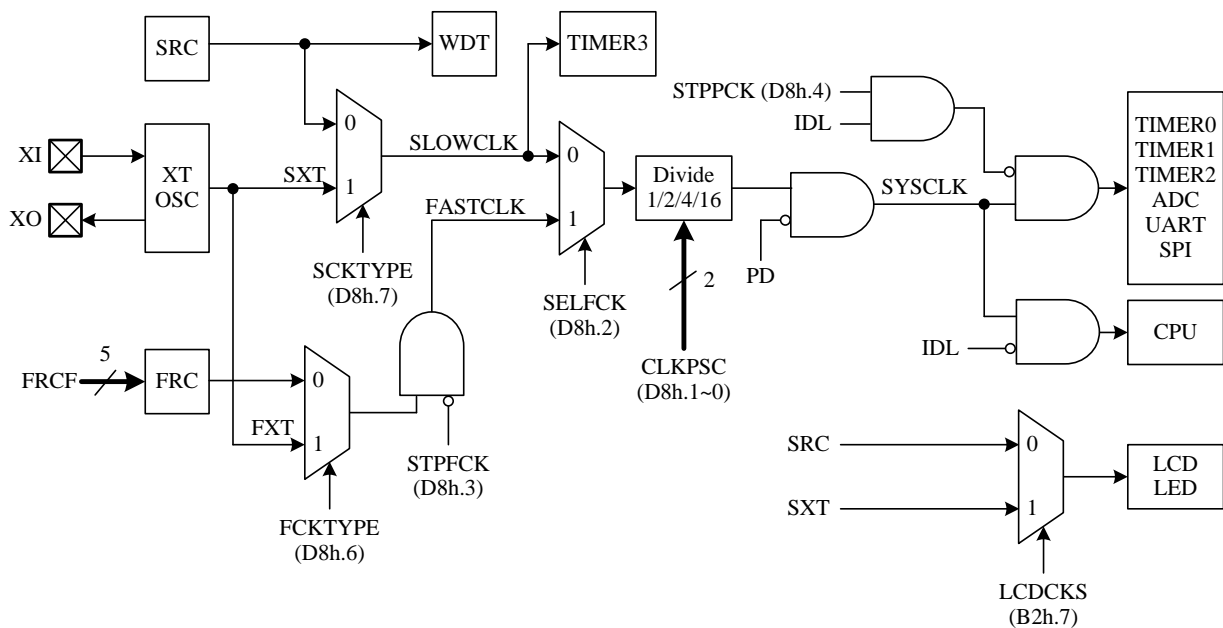 SRC
WDT
TIMER3
STPPCK (D8h.4)
IDL
XI
XO
XT
OSC
SXT
0
1
SLOWCLK
FASTCLK
SCKTYPE
(D8h.7)
0
1
SELFCK
(D8h.2)
Divide
1/2/4/16
2
CLKPSC
(D8h.1~0)
PD
SYSCLK
TIMER0
TIMER1
TIMER2
ADC
UART
SPI
IDL
CPU
FRCF
5
FRC
FXT
0
1
FCKTYPE
(D8h.6)
STPFCK
(D8h.3)
SRC
SXT
0
1
LCD
LED
LCDCKS
(B2h.7)